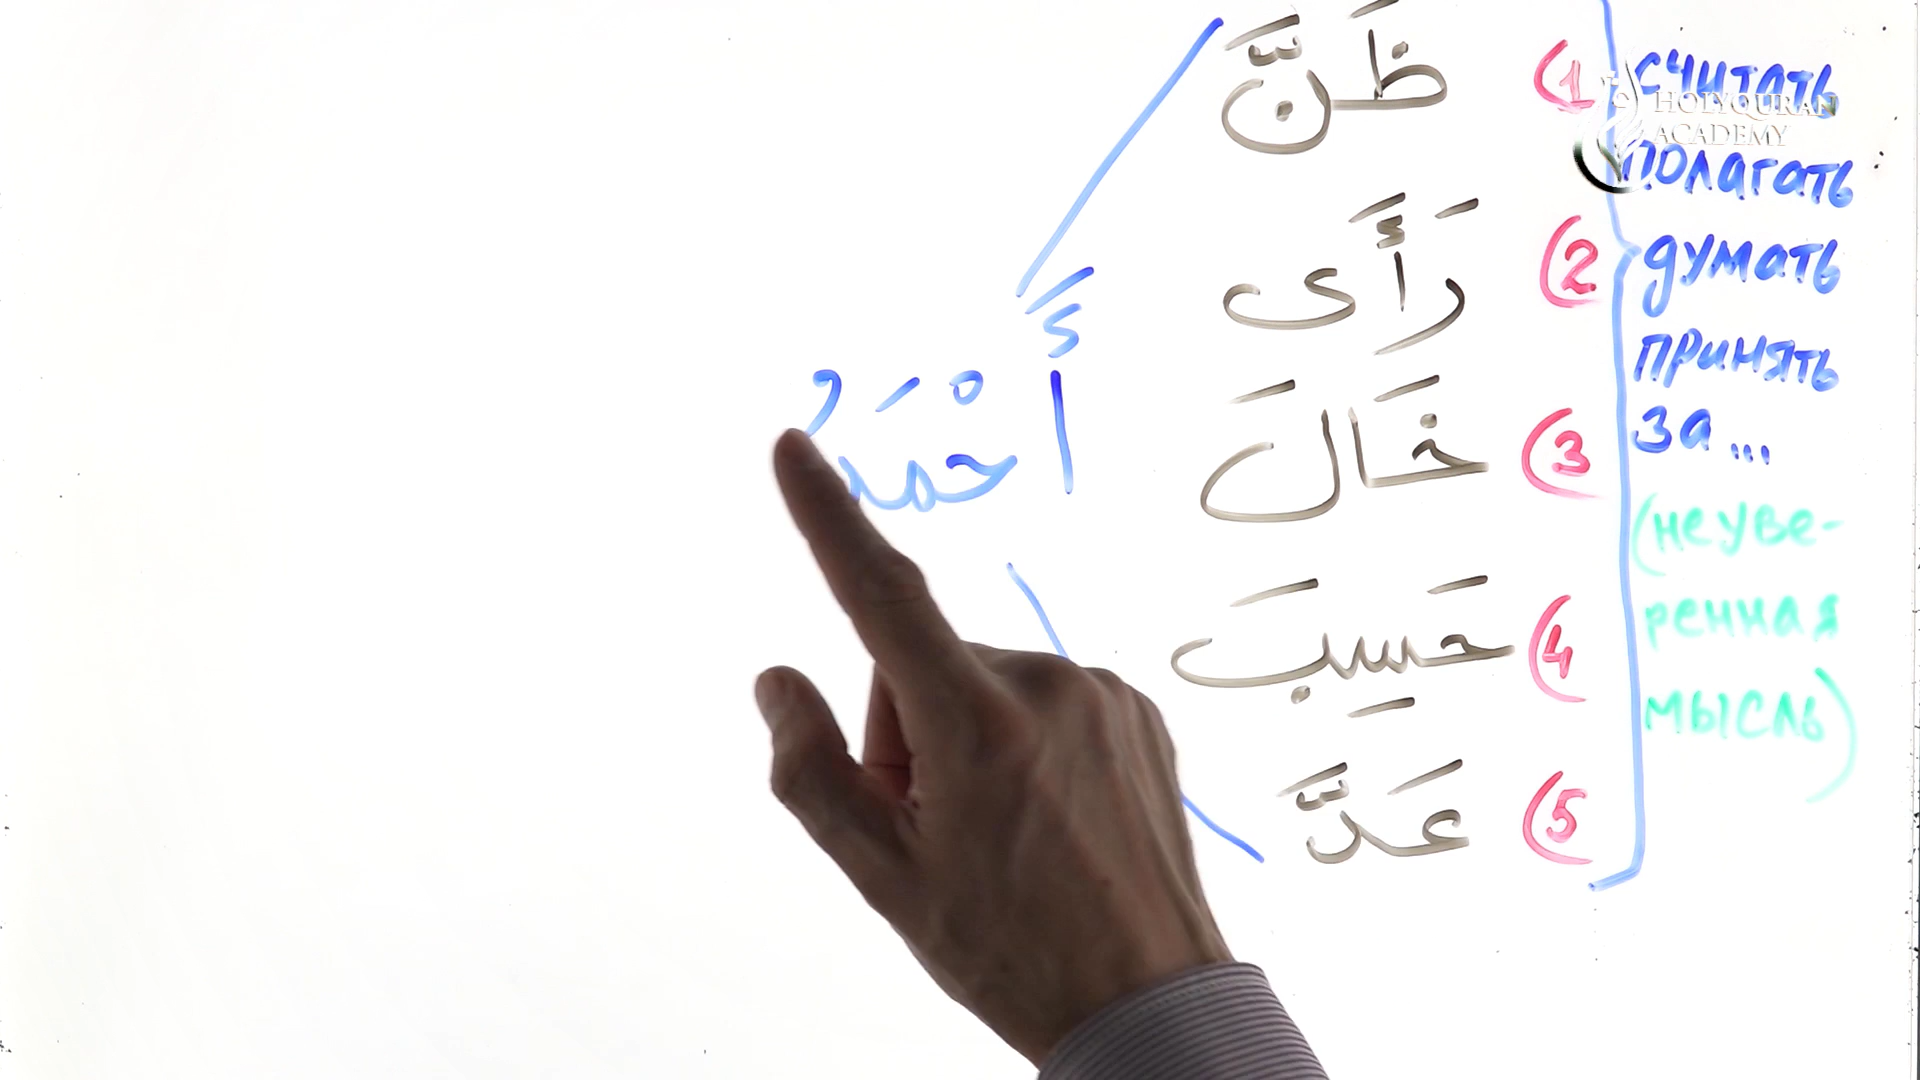 1) ظَنَّ
2) رَأَى
3) خَالَ
4) حَسِبَ
5) عَدَّ
считать
полагать
думать
принять
за...
(неуве-
ренная
мысль)
أَحْمَدُ
HOLYQURAN
ACADEMY